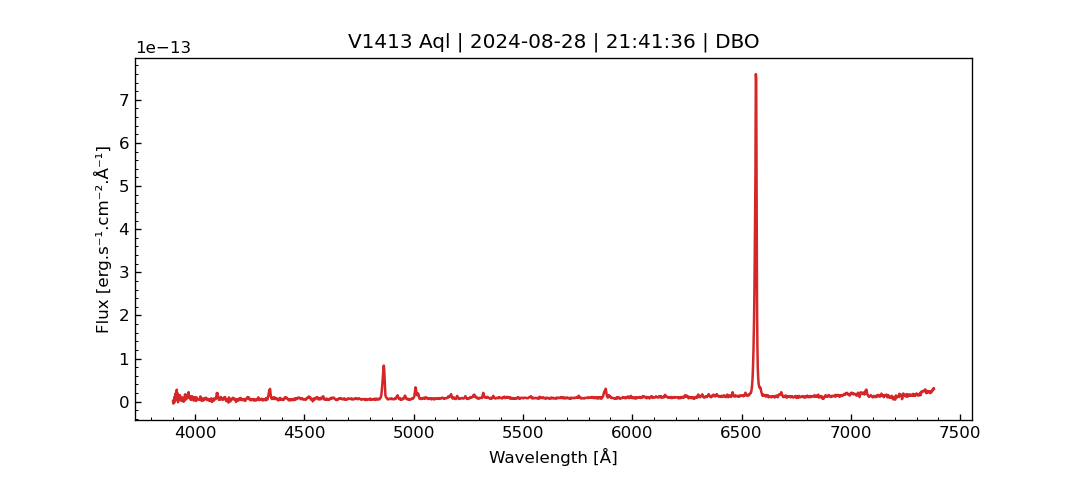 V1413 Aql | 2024-08-28 | 21:41:36 | DBO
1e−13
7
6
5
4
3
2
1
0
Flux [erg.s⁻¹.cm⁻².Å⁻¹]
4000 4500 5000 5500 6000 6500 7000 7500
Wavelength [Å]